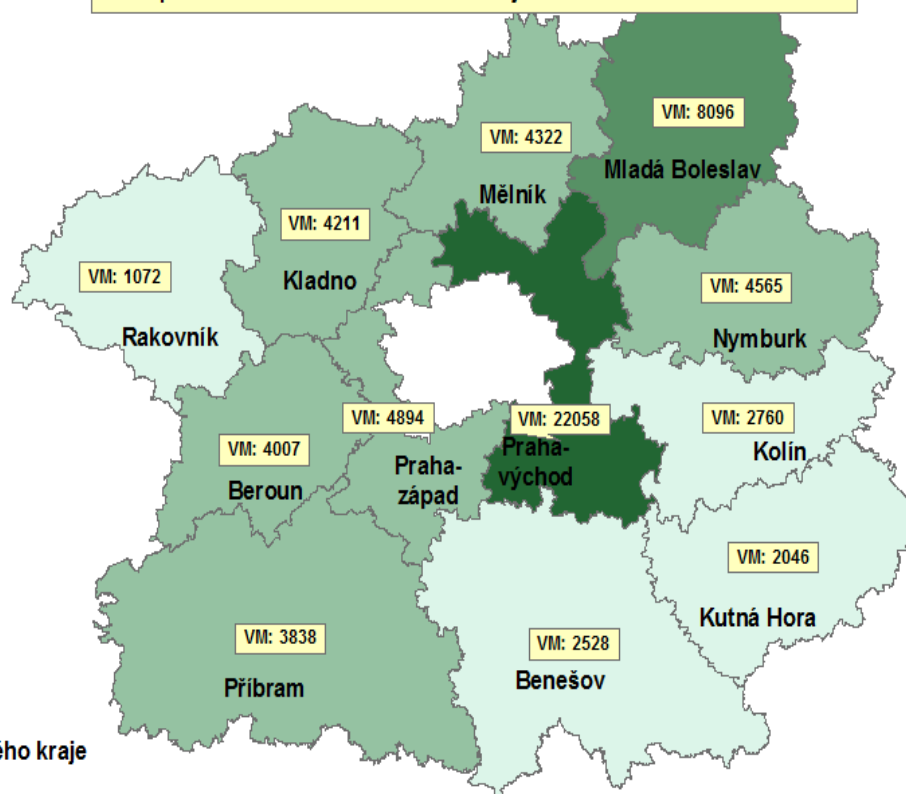 VM: 8096
Mladá Boleslav
VM: 4322
Mělník
VM: 4211
Kladno
VM: 1072
Rakovník
VM: 4565
Nymburk
VM: 2760
Kolín
VM: 4894
Praha-
západ
VM: 22058
Praha-
východ
VM: 4007
Beroun
VM: 2046
Kutná Hora
VM: 3838
Příbram
VM: 2528
Benešov
kraje